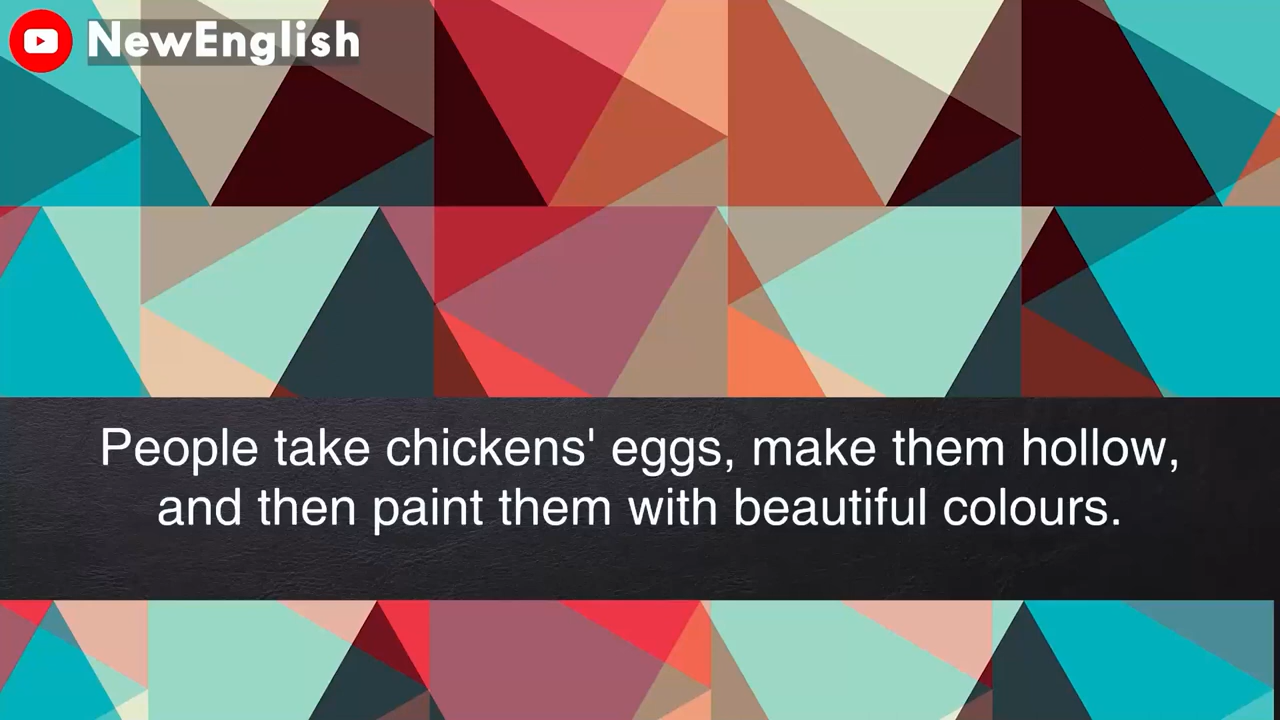 NewEnglish
People take chickens' eggs, make them hollow,
and then paint them with beautiful colours.